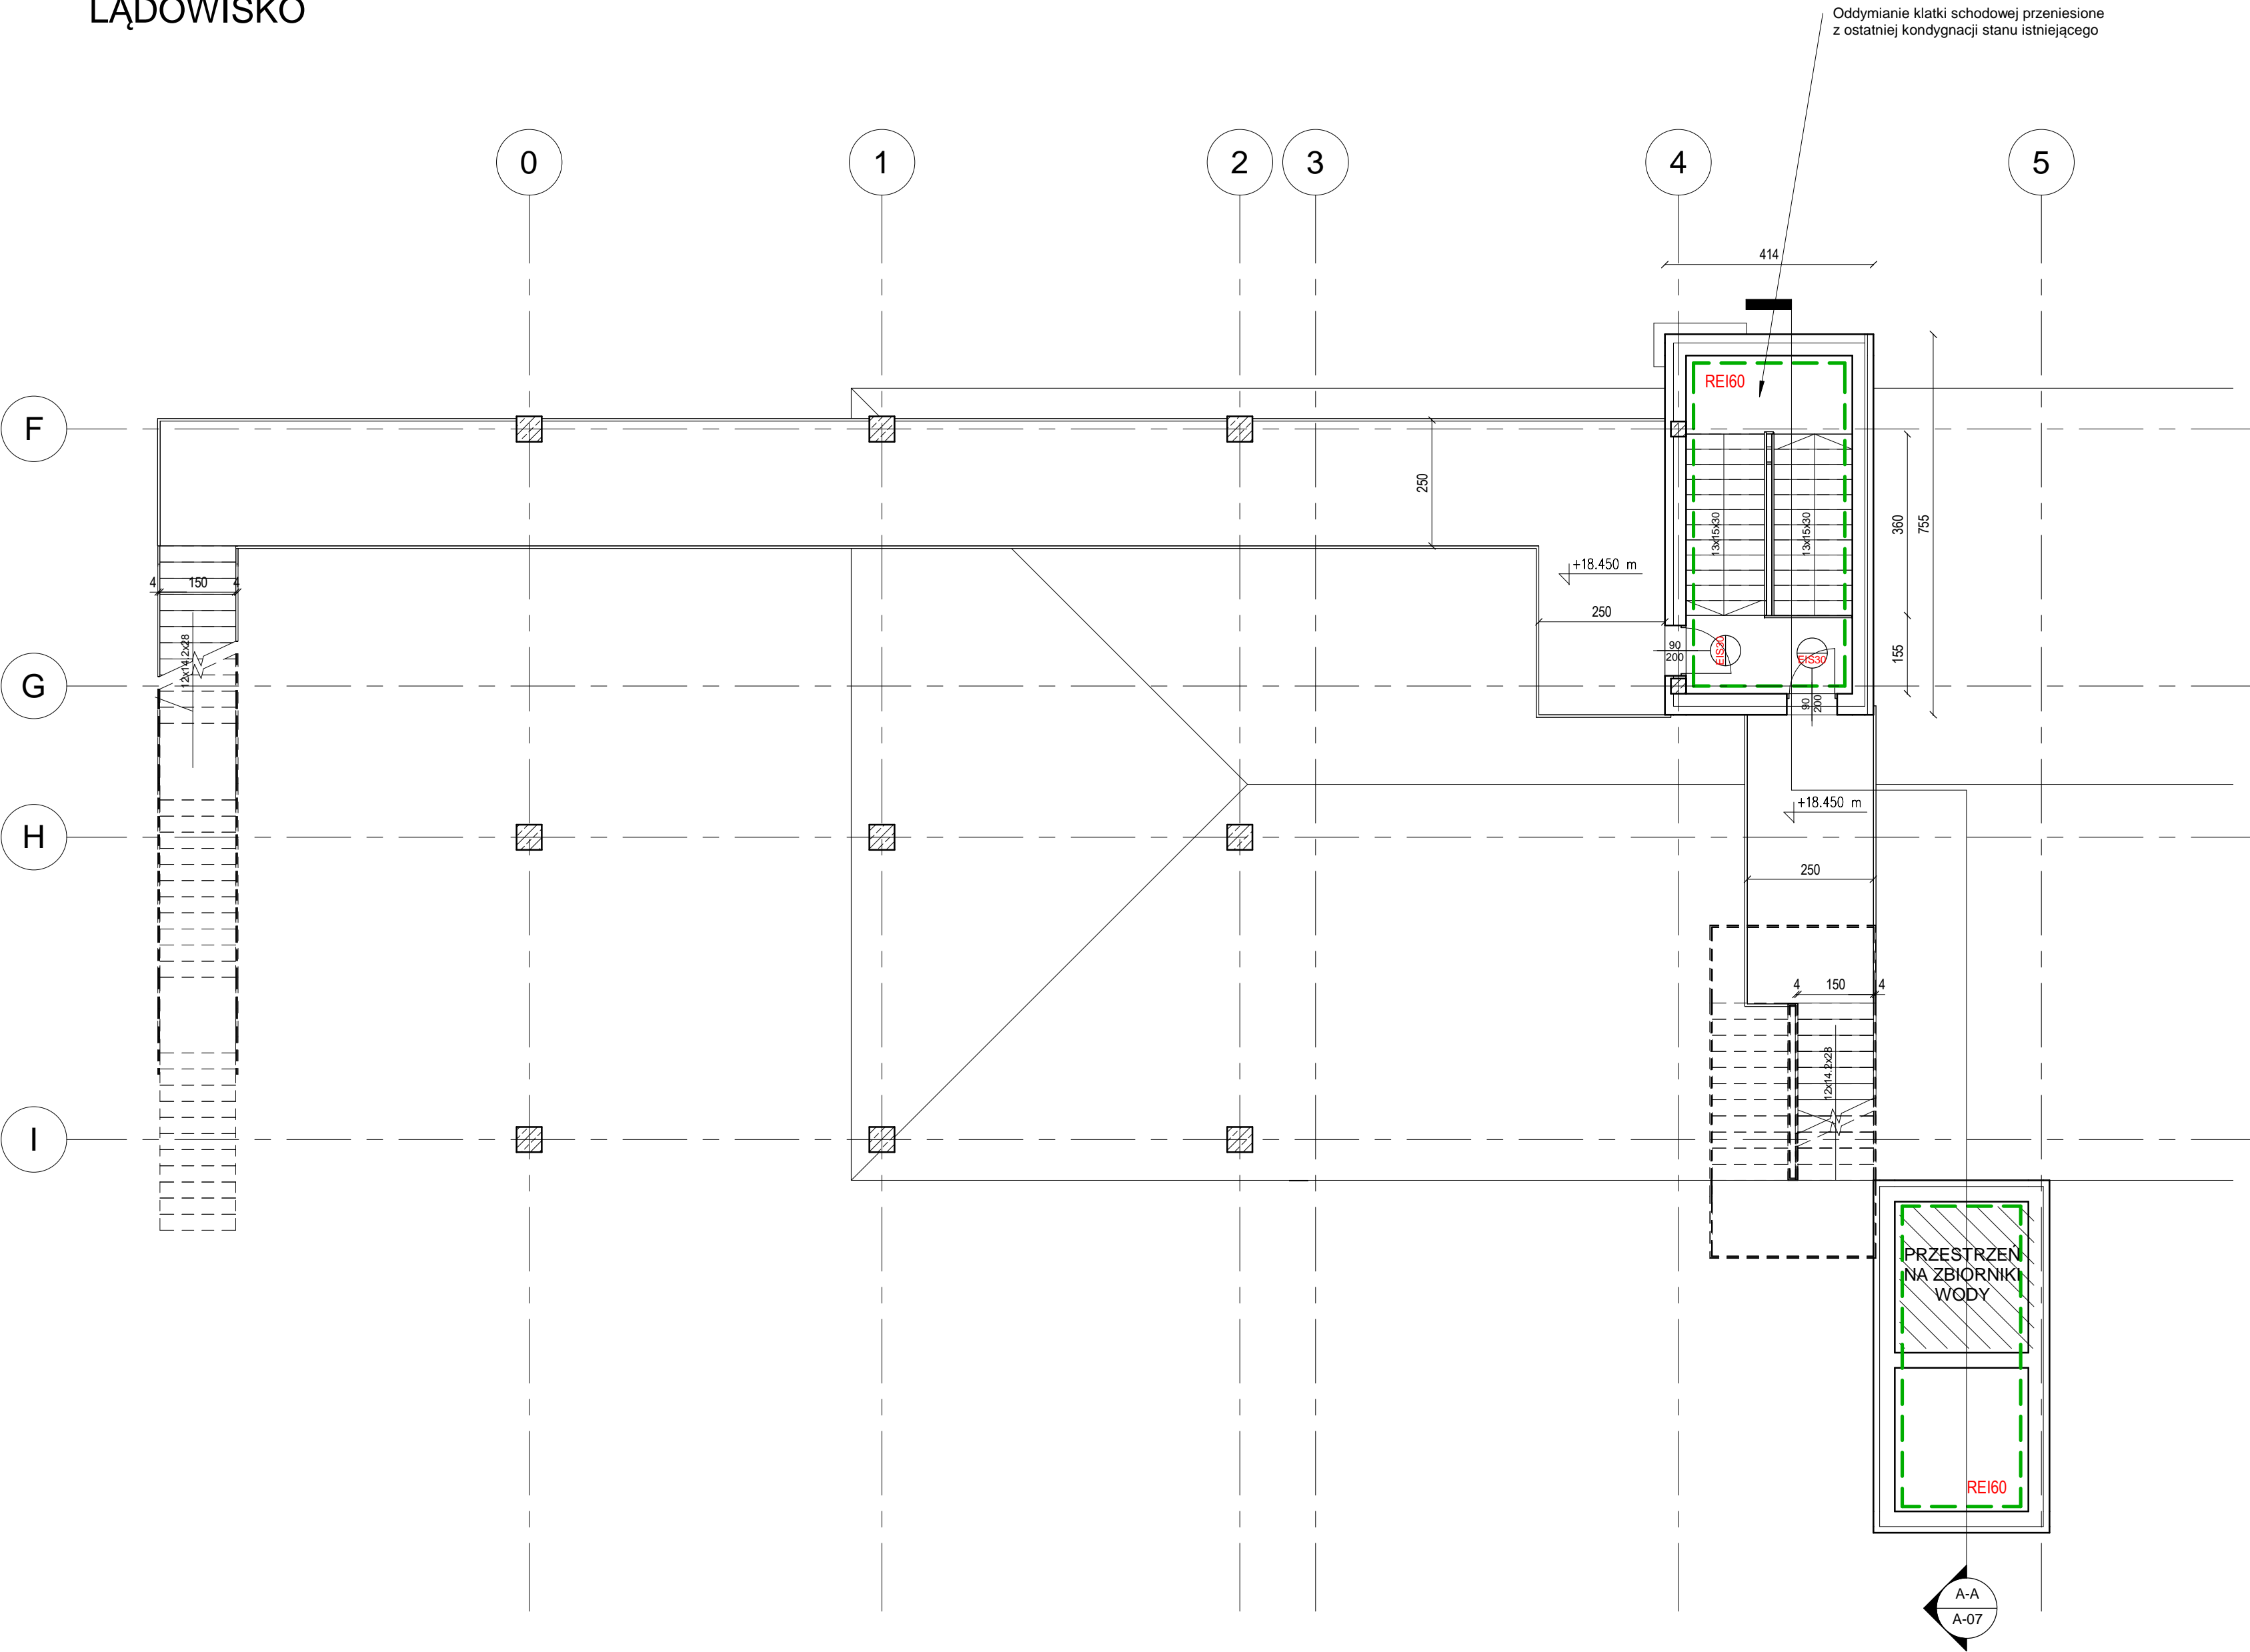 LĄDOWISKO
Oddymianie klatki schodowej przeniesione
z ostatniej kondygnacji stanu istniejącego
0
1
2
3
4
5
414
F
REI60
250
13x15x30
13x15x30
360
755
+18.450 m
4
150
4
250
12x14.2x28
90
200
EIS30
EIS30
155
G
90
200
+18.450 m
H
250
4
150
4
12x14.2x28
I
PRZESTRZEŃ
NA ZBIORNIKI
WODY
REI60
A-A
A-07